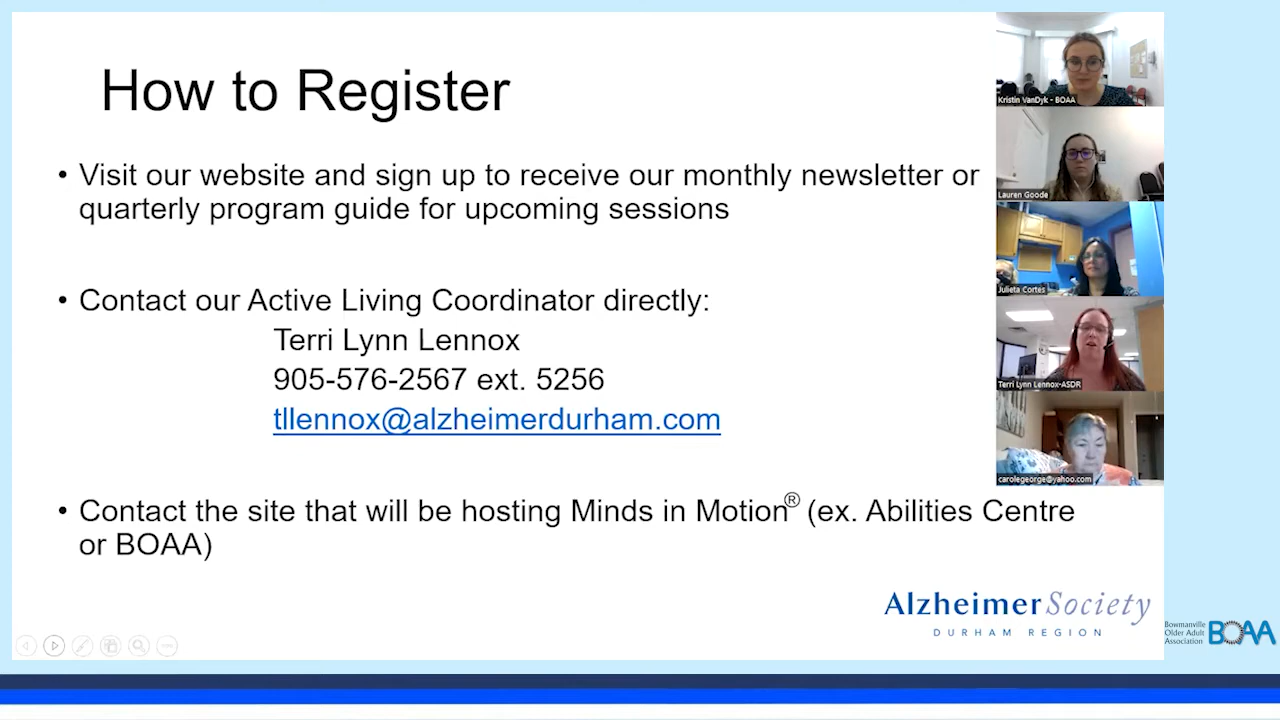 How to Register
• Visit our website and sign up to receive our monthly newsletter or
quarterly program guide for upcoming sessions
• Contact our Active Living Coordinator directly:
Terri Lynn Lennox
905-576-2567 ext. 5256
tllennox@alzheimerdurham.com
• Contact the site that will be hosting Minds in Motion® (ex. Abilities Centre
or BOAA)
Kristin VanDyk - BOAA
Lauren Goode
Julieta Cortes
Terri Lynn Lennox-ASDR
carolegeorge@yahoo.com
Alzheimer Society
DURHAM REGION
Bowmanville
Older Adult
Association
BOAA